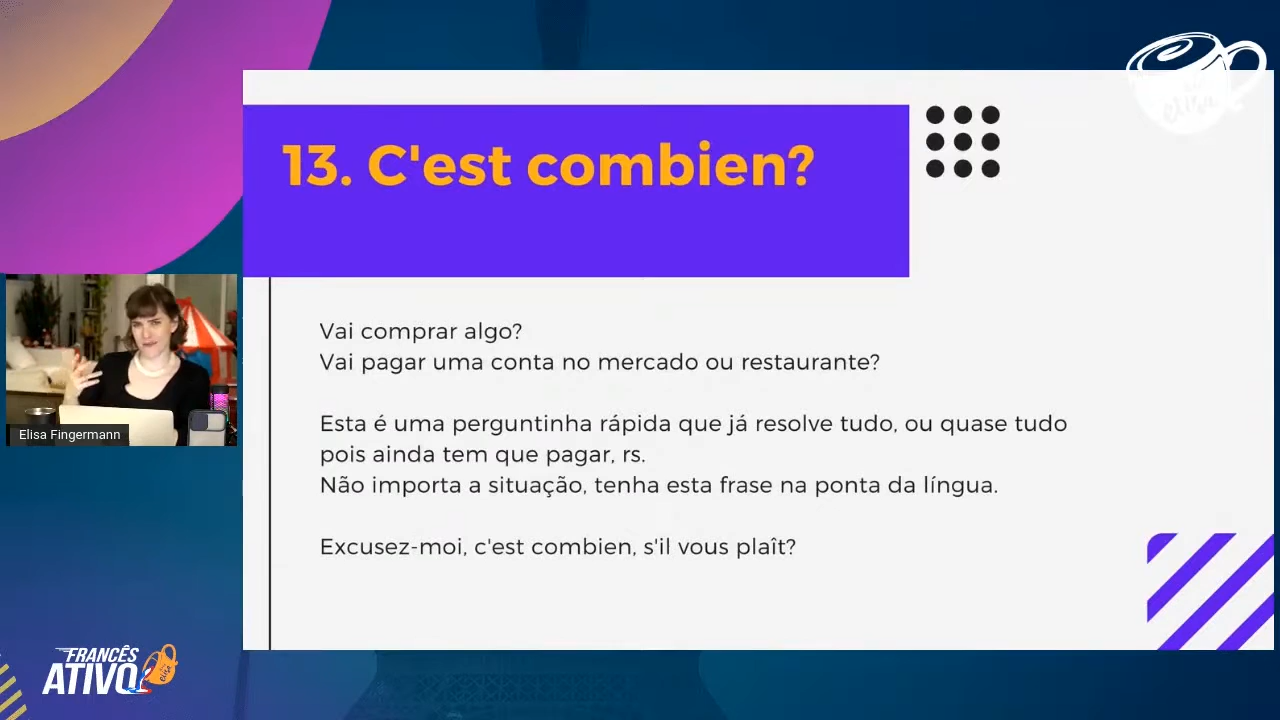 13. C'est combien?
Vai comprar algo?
Vai pagar uma conta no mercado ou restaurante?
Esta é uma perguntinha rápida que já resolve tudo, ou quase tudo
pois ainda tem que pagar, rs.
Não importa a situação, tenha esta frase na ponta da língua.
Excusez-moi, c'est combien, s'il vous plaît?
Elisa Fingermann
FRANCÊS
ATIVO
elisa